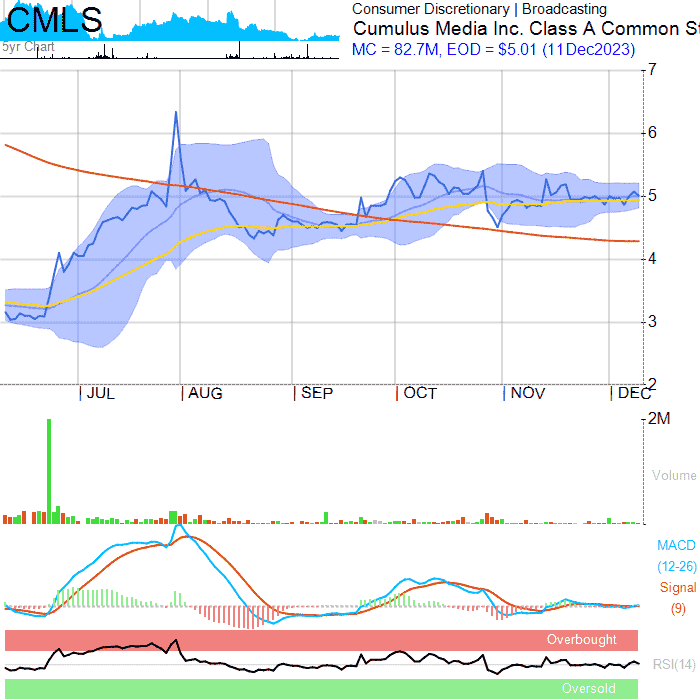 CMLS
5yr Chart
Consumer Discretionary | Broadcasting
Cumulus Media Inc. Class A Common St
MC = 82.7M, EOD = $5.01 (11Dec2023)
7
6
5
4
3
2
JUL AUG SEP OCT NOV DEC
2M
Volume
MACD
(12-26)
Signal
(9)
Overbought
RSI(14)
Oversold